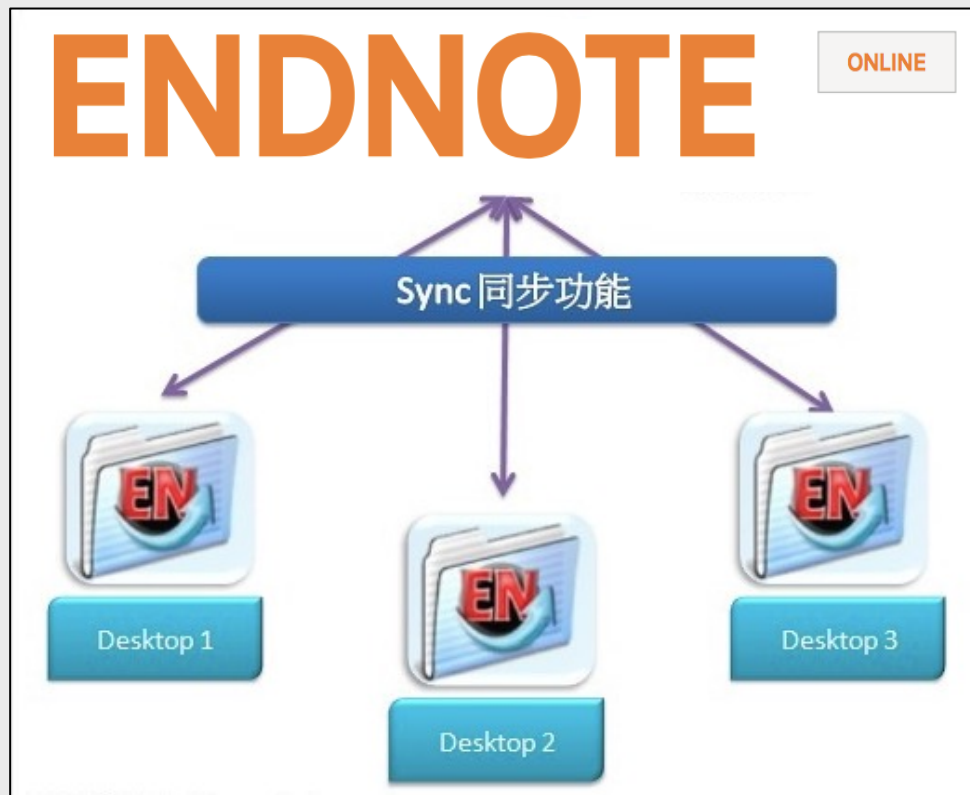 ENDNOTE
ONLINE
Sync 同步功能
EN
EN
EN
Desktop 1
Desktop 3
Desktop 2